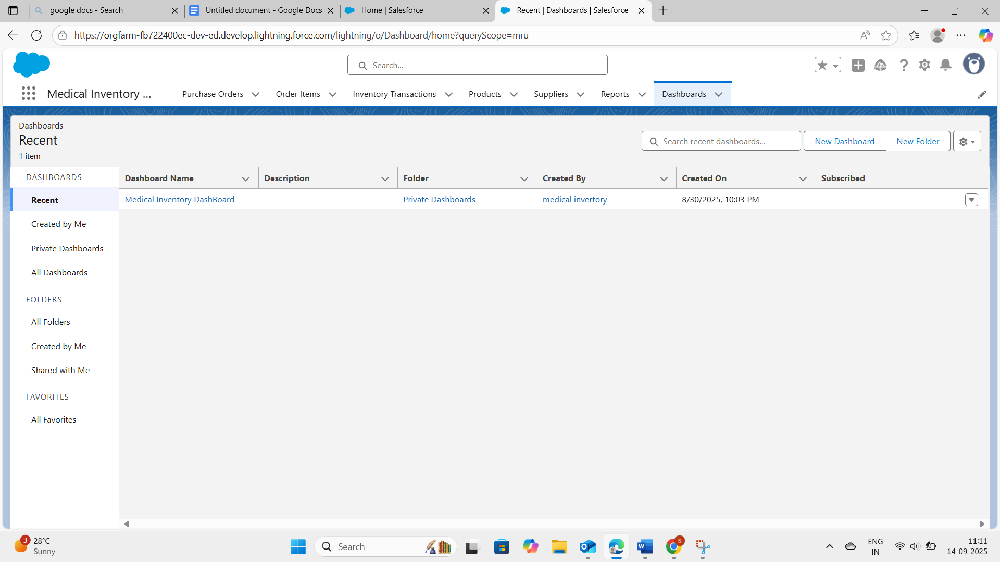 google docs - Search
Untitled document - Google Docs
Home | Salesforce
Recent | Dashboards | Salesforce
https://orgfarm-fb722400ec-dev-ed.develop.lightning.force.com/lightning/o/Dashboard/home?queryScope=mru
Search...
Medical Inventory ...
Purchase Orders
Order Items
Inventory Transactions
Products
Suppliers
Reports
Dashboards
Dashboards
Recent
1 item
Search recent dashboards...
New Dashboard
New Folder
DASHBOARDS
Recent
Created by Me
Private Dashboards
All Dashboards
FOLDERS
All Folders
Created by Me
Shared with Me
FAVORITES
All Favorites
Dashboard Name
Description
Folder
Created By
Created On
Subscribed
Medical Inventory DashBoard
Private Dashboards
medical invertory
8/30/2025, 10:03 PM
3
28°C
Sunny
Search
W
S
ENG
IN
11:11
14-09-2025